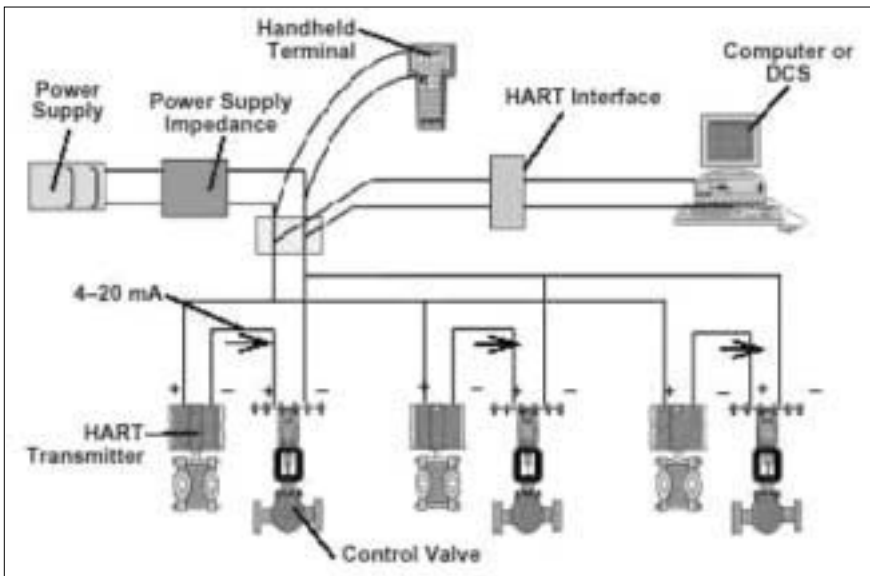 Handheld
Terminal
Computer or
DCS
Power
Supply
Power Supply
Impedance
HART Interface
4–20 mA
+
–
+
–
+
–
+
–
+
–
+
–
HART
Transmitter
Control Valve